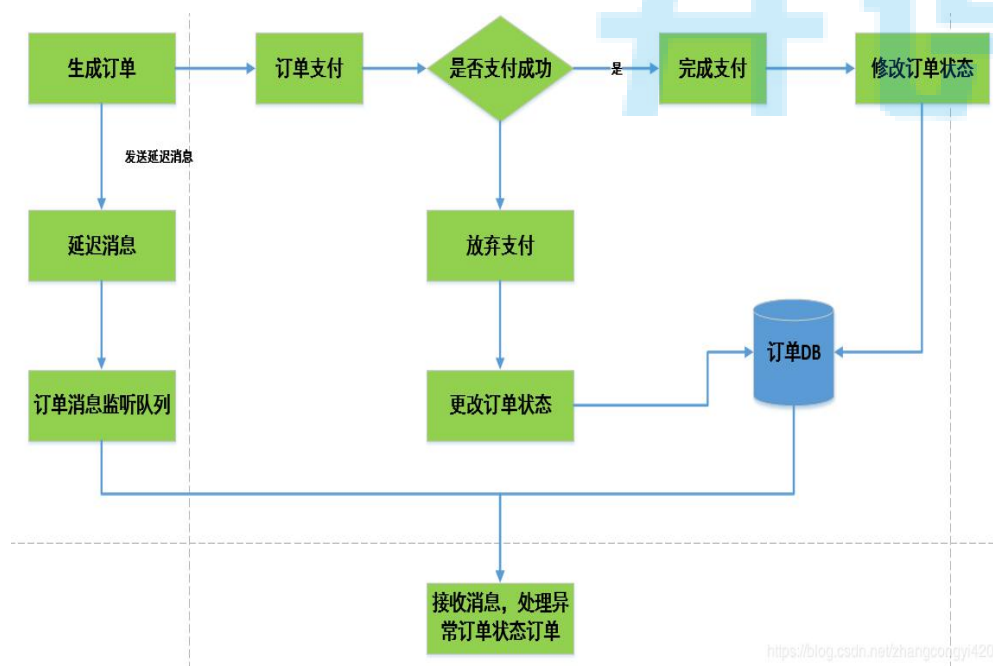 生成订单
订单支付
是否支付成功
是
完成支付
修改订单状态
发送延迟消息
延迟消息
放弃支付
订单DB
订单消息监听队列
更改订单状态
接收消息，处理异
常订单状态订单
https://blog.csdn.net/zhangcongyi420